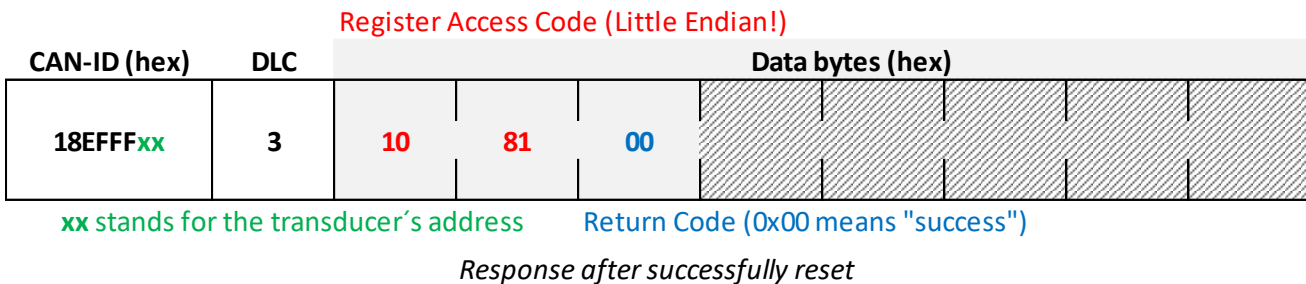 Register Access Code (Little Endian!)
CAN-ID (hex) DLC Data bytes (hex)
18EFFFxx 3 10 81 00
xx stands for the transducer´s address Return Code (0x00 means "success")
Response after successfully reset